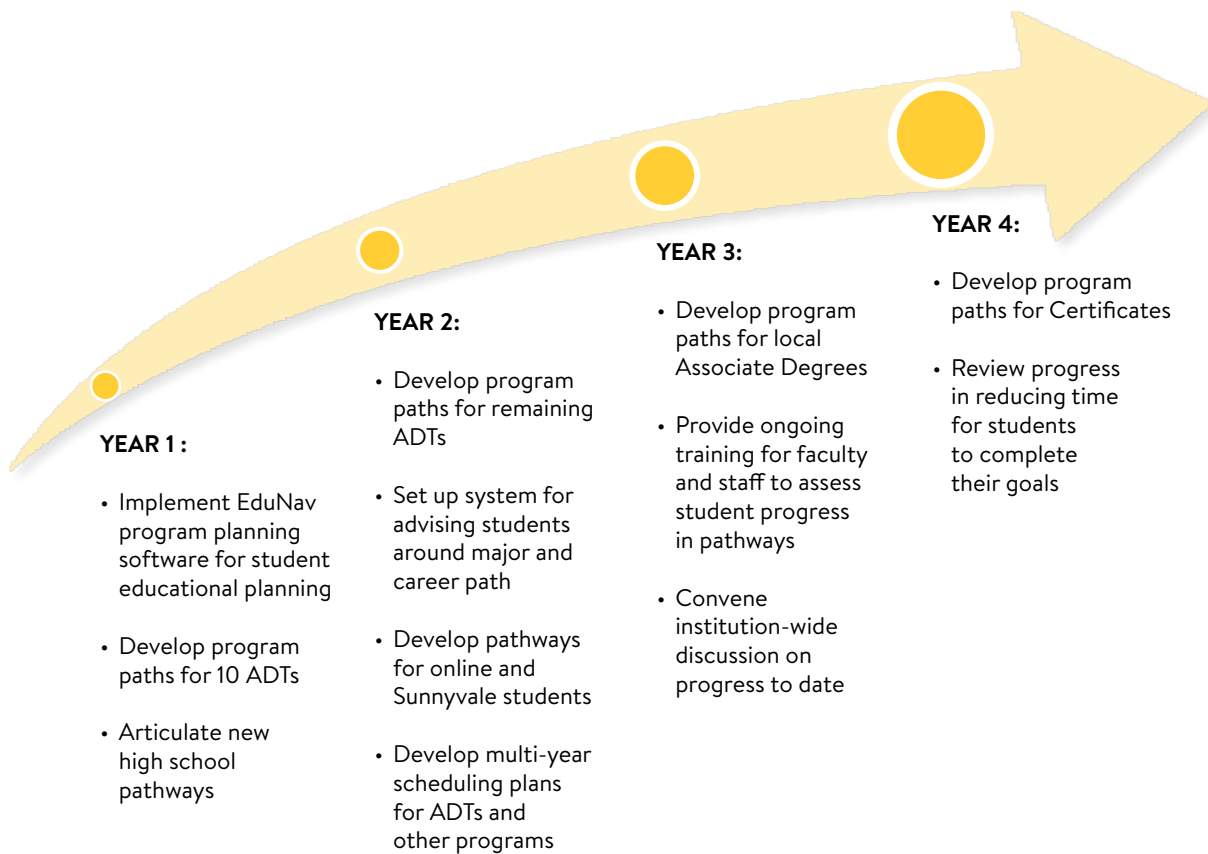 YEAR 1 :
• Implement EduNav
program planning
software for student
educational planning
• Develop program
paths for 10 ADTs
• Articulate new
high school
pathways
YEAR 2:
• Develop program
paths for remaining
ADTs
• Set up system for
advising students
around major and
career path
• Develop pathways
for online and
Sunnyvale students
• Develop multi-year
scheduling plans
for ADTs and
other programs
YEAR 3:
• Develop program
paths for local
Associate Degrees
• Provide ongoing
training for faculty
and staff to assess
student progress
in pathways
• Convene
institution-wide
discussion on
progress to date
YEAR 4:
• Develop program
paths for Certificates
• Review progress
in reducing time
for students
to complete
their goals